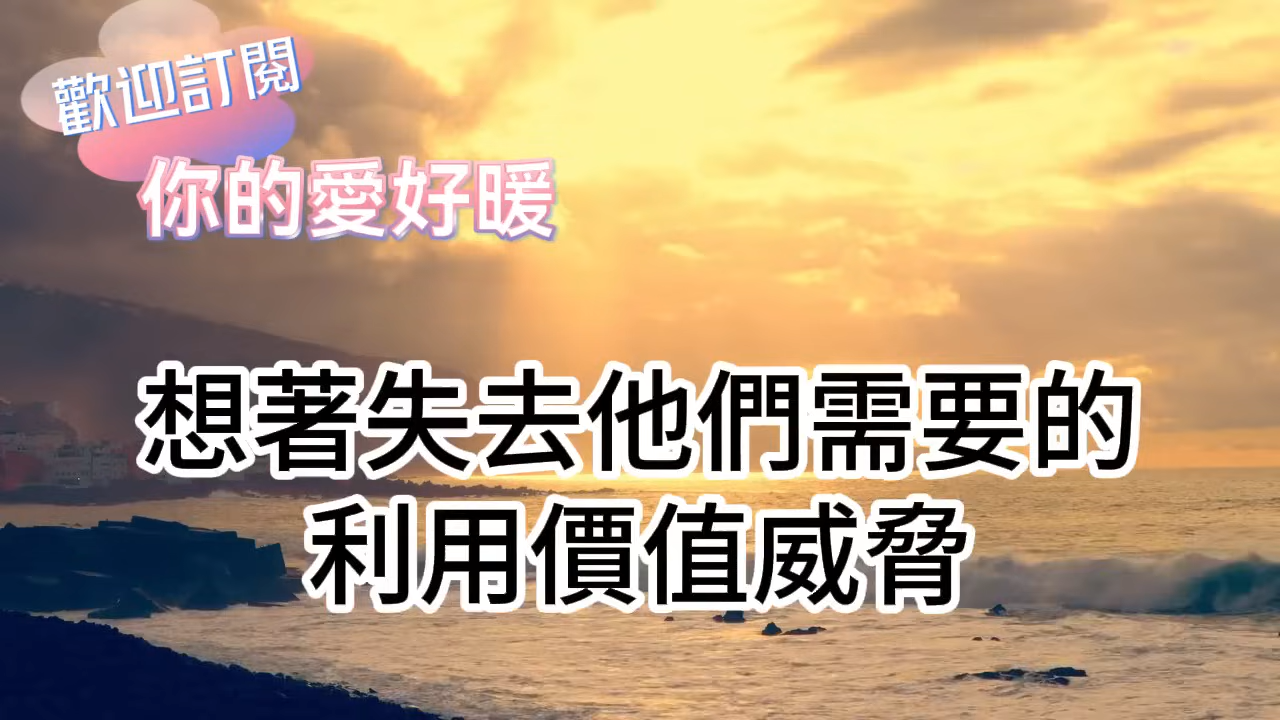 歡迎訂閱
你的愛好暖
想著失去他們需要的
利用價值威脅